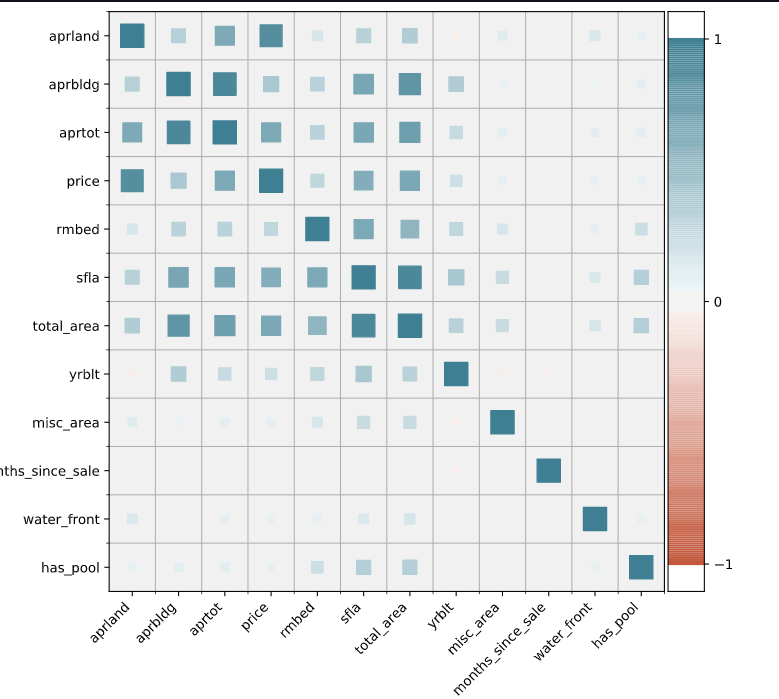 aprland
aprbldg
aprtot
price
rmbed
sfla
total_area
yrblt
misc_area
nths_since_sale
water_front
has_pool
1
0
−1
aprland
aprbldg
aprtot
price
rmbed
sfla
total_area
yrblt
misc_area
months_since_sale
water_front
has_pool